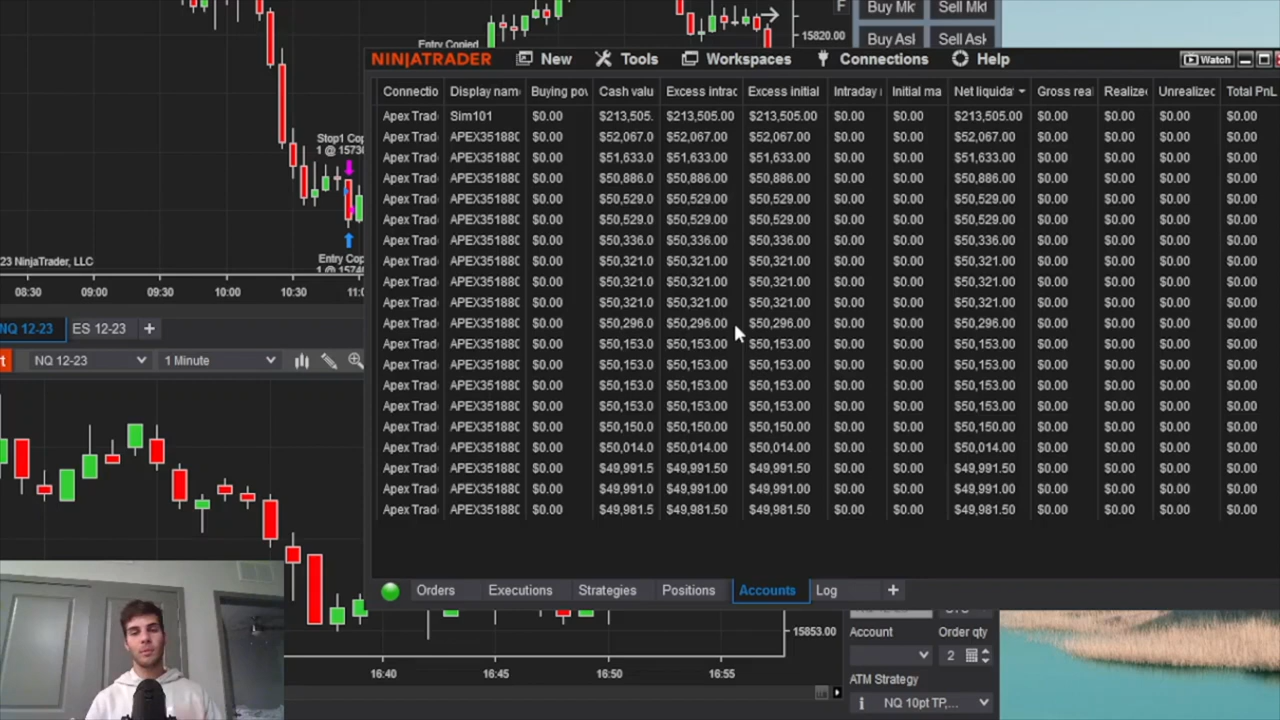 15820.00
F
Buy Mk
Sell Mkt
Buy Ask
Sell Ask
Entry Copied
NINJATRADER
New
Tools
Workspaces
Connections
Help
Watch
Connectio Display name Buying pov Cash valu Excess intrac Excess initial Intraday Initial ma Net liquida Gross rea Realize Unrealized Total PnL
Apex Trad Sim101 $0.00 $213,505. $213,505.00 $213,505.00 $0.00 $0.00 $213,505.00 $0.00 $0.00 $0.00 $0.00
Apex Trad APEX35188 $0.00 $52,067.0 $52,067.00 $52,067.00 $0.00 $0.00 $52,067.00 $0.00 $0.00 $0.00 $0.00
Apex Trad APEX35188 $0.00 $51,633.0 $51,633.00 $51,633.00 $0.00 $0.00 $51,633.00 $0.00 $0.00 $0.00 $0.00
Apex Trad APEX35188 $0.00 $50,886.0 $50,886.00 $50,886.00 $0.00 $0.00 $50,886.00 $0.00 $0.00 $0.00 $0.00
Apex Trad APEX35188 $0.00 $50,529.0 $50,529.00 $50,529.00 $0.00 $0.00 $50,529.00 $0.00 $0.00 $0.00 $0.00
Apex Trad APEX35188 $0.00 $50,529.0 $50,529.00 $50,529.00 $0.00 $0.00 $50,529.00 $0.00 $0.00 $0.00 $0.00
Apex Trad APEX35188 $0.00 $50,336.0 $50,336.00 $50,336.00 $0.00 $0.00 $50,336.00 $0.00 $0.00 $0.00 $0.00
Apex Trad APEX35188 $0.00 $50,321.0 $50,321.00 $50,321.00 $0.00 $0.00 $50,321.00 $0.00 $0.00 $0.00 $0.00
Apex Trad APEX35188 $0.00 $50,321.0 $50,321.00 $50,321.00 $0.00 $0.00 $50,321.00 $0.00 $0.00 $0.00 $0.00
Apex Trad APEX35188 $0.00 $50,321.0 $50,321.00 $50,321.00 $0.00 $0.00 $50,321.00 $0.00 $0.00 $0.00 $0.00
Apex Trad APEX35188 $0.00 $50,296.0 $50,296.00 $50,296.00 $0.00 $0.00 $50,296.00 $0.00 $0.00 $0.00 $0.00
Apex Trad APEX35188 $0.00 $50,153.0 $50,153.00 $50,153.00 $0.00 $0.00 $50,153.00 $0.00 $0.00 $0.00 $0.00
Apex Trad APEX35188 $0.00 $50,153.0 $50,153.00 $50,153.00 $0.00 $0.00 $50,153.00 $0.00 $0.00 $0.00 $0.00
Apex Trad APEX35188 $0.00 $50,153.0 $50,153.00 $50,153.00 $0.00 $0.00 $50,153.00 $0.00 $0.00 $0.00 $0.00
Apex Trad APEX35188 $0.00 $50,153.0 $50,153.00 $50,153.00 $0.00 $0.00 $50,153.00 $0.00 $0.00 $0.00 $0.00
Apex Trad APEX35188 $0.00 $50,150.0 $50,150.00 $50,150.00 $0.00 $0.00 $50,150.00 $0.00 $0.00 $0.00 $0.00
Apex Trad APEX35188 $0.00 $50,014.0 $50,014.00 $50,014.00 $0.00 $0.00 $50,014.00 $0.00 $0.00 $0.00 $0.00
Apex Trad APEX35188 $0.00 $49,991.5 $49,991.50 $49,991.50 $0.00 $0.00 $49,991.50 $0.00 $0.00 $0.00 $0.00
Apex Trad APEX35188 $0.00 $49,991.0 $49,991.00 $49,991.00 $0.00 $0.00 $49,991.00 $0.00 $0.00 $0.00 $0.00
Apex Trad APEX35188 $0.00 $49,981.5 $49,981.50 $49,981.50 $0.00 $0.00 $49,981.50 $0.00 $0.00 $0.00 $0.00
Orders Executions Strategies Positions Accounts Log +
Stop1 Cop
1 @ 15730
Entry Cop
1 @ 15740
23 NinjaTrader, LLC
08:30 09:00 09:30 10:00 10:30 11:0
NQ 12-23 ES 12-23 +
NQ 12-23 1 Minute
15853.00
16:40 16:45 16:50 16:55
Account Order qty
2
ATM Strategy
NQ 10pt TP,...